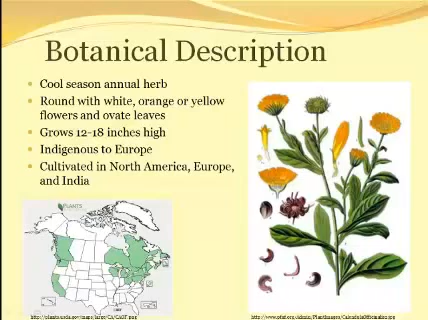 Botanical Description
Cool season annual herb
Round with white, orange or yellow
flowers and ovate leaves
Grows 12-18 inches high
Indigenous to Europe
Cultivated in North America, Europe,
and India
PLANTS